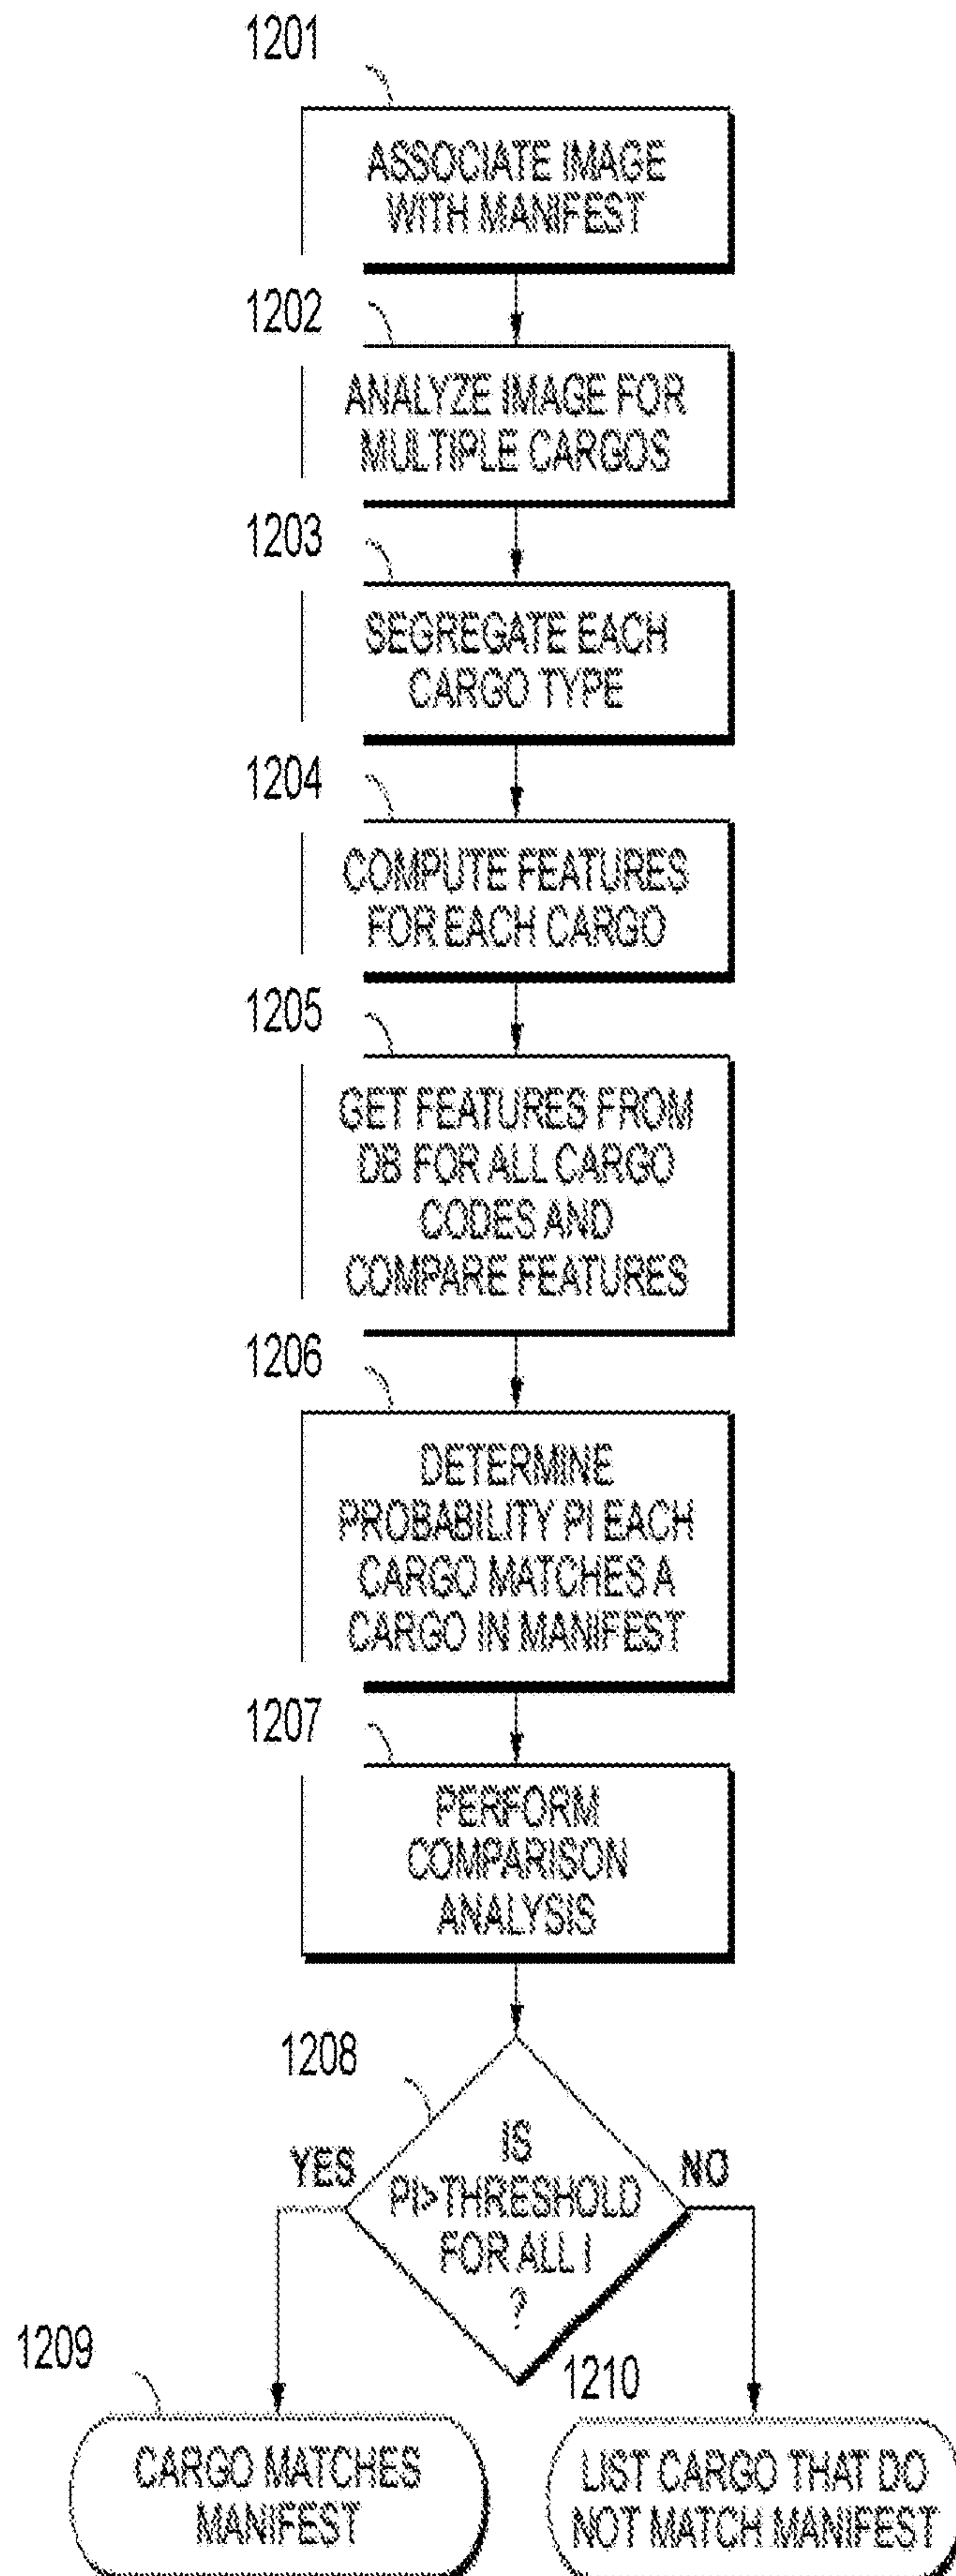 1201
ASSOCIATE IMAGE
WITH MANIFEST
1202
ANALYZE IMAGE FOR
MULTIPLE CARGOS
1203
SEGREGATE EACH
CARGO TYPE
1204
COMPUTE FEATURES
FOR EACH CARGO
1205
GET FEATURES FROM
DB FOR ALL CARGO
CODES AND
COMPARE FEATURES
1206
DETERMINE
PROBABILITY PI EACH
CARGO MATCHES A
CARGO IN MANIFEST
1207
PERFORM
COMPARISON
ANALYSIS
1208
IS
PI>THRESHOLD
FOR ALL I
?
YES
NO
1209
CARGO MATCHES
MANIFEST
1210
LIST CARGO THAT DO
NOT MATCH MANIFEST